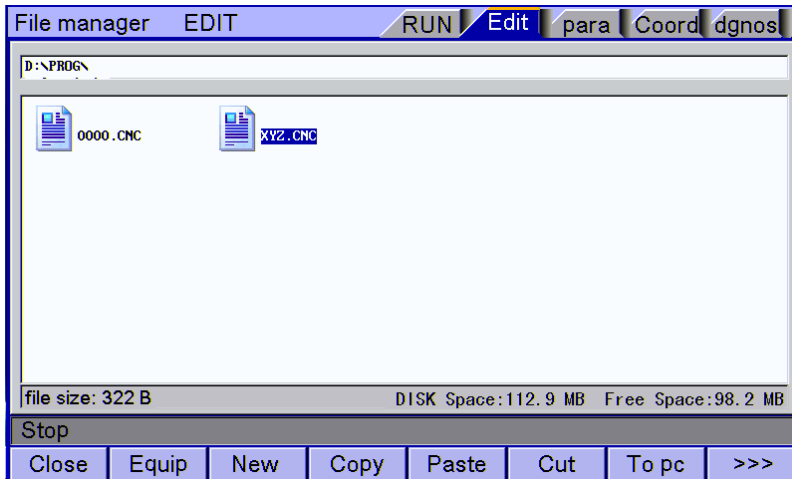 File manager EDIT RUN Edit para Coord dgnos
D:\PROG\
0000.CNC XYZ.CNC
file size: 322 B DISK Space:112.9 MB Free Space:98.2 MB
Stop
Close Equip New Copy Paste Cut To pc >>>